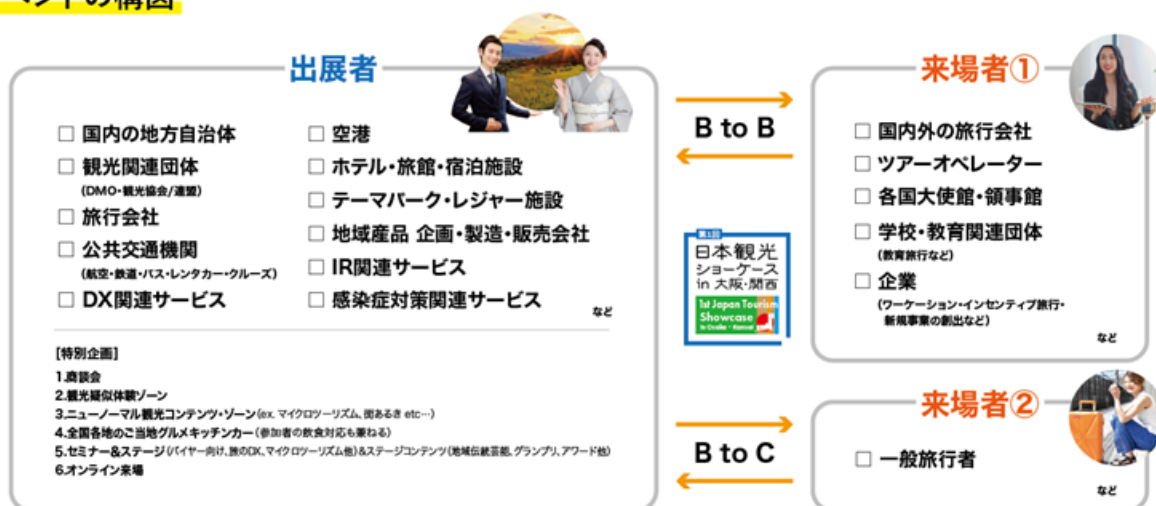 ベントの構図
出展者
□ 国内の地方自治体
□ 観光関連団体
(DMO・観光協会/連盟)
□ 旅行会社
□ 公共交通機関
(航空・鉄道・バス・レンタカー・クルーズ)
□ DX関連サービス
□ 空港
□ ホテル・旅館・宿泊施設
□ テーマパーク・レジャー施設
□ 地域産品 企画・製造・販売会社
□ IR関連サービス
□ 感染症対策関連サービス
など
[特別企画]
1.商談会
2.観光疑似体験ゾーン
3.ニューノーマル観光コンテンツ・ゾーン(ex. マイクロツーリズム、街あるき etc…)
4.全国各地のご当地グルメキッチンカー(参加者の飲食対応も兼ねる)
5.セミナー&ステージ(バイヤー向け、旅のDX、マイクロツーリズム他)&ステージコンテンツ(地域伝統芸能、グランプリ、アワード他)
6.オンライン来場
B to B
第1回
日本観光
ショーケース
in 大阪・関西
1st Japan Tourism
Showcase
in Osaka・Kansai
B to C
来場者①
□ 国内外の旅行会社
□ ツアーオペレーター
□ 各国大使館・領事館
□ 学校・教育関連団体
(教育旅行など)
□ 企業
(ワーケーション・インセンティブ旅行・
新規事業の創出など)
など
来場者②
□ 一般旅行者
など